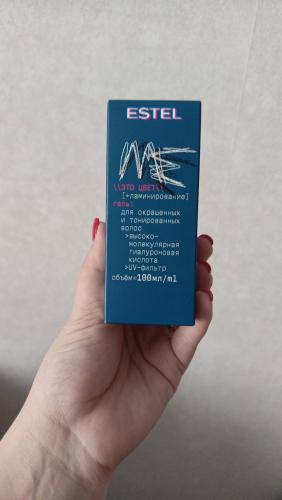 ESTEL
\\ЭТО ЦВЕТ\\
[+ламинирование]
гель:
для окрашенных
и тонированных
волос
>высоко-
молекулярная
гиалуроновая
кислота
>UV-фильтр
объём=100мл/ml